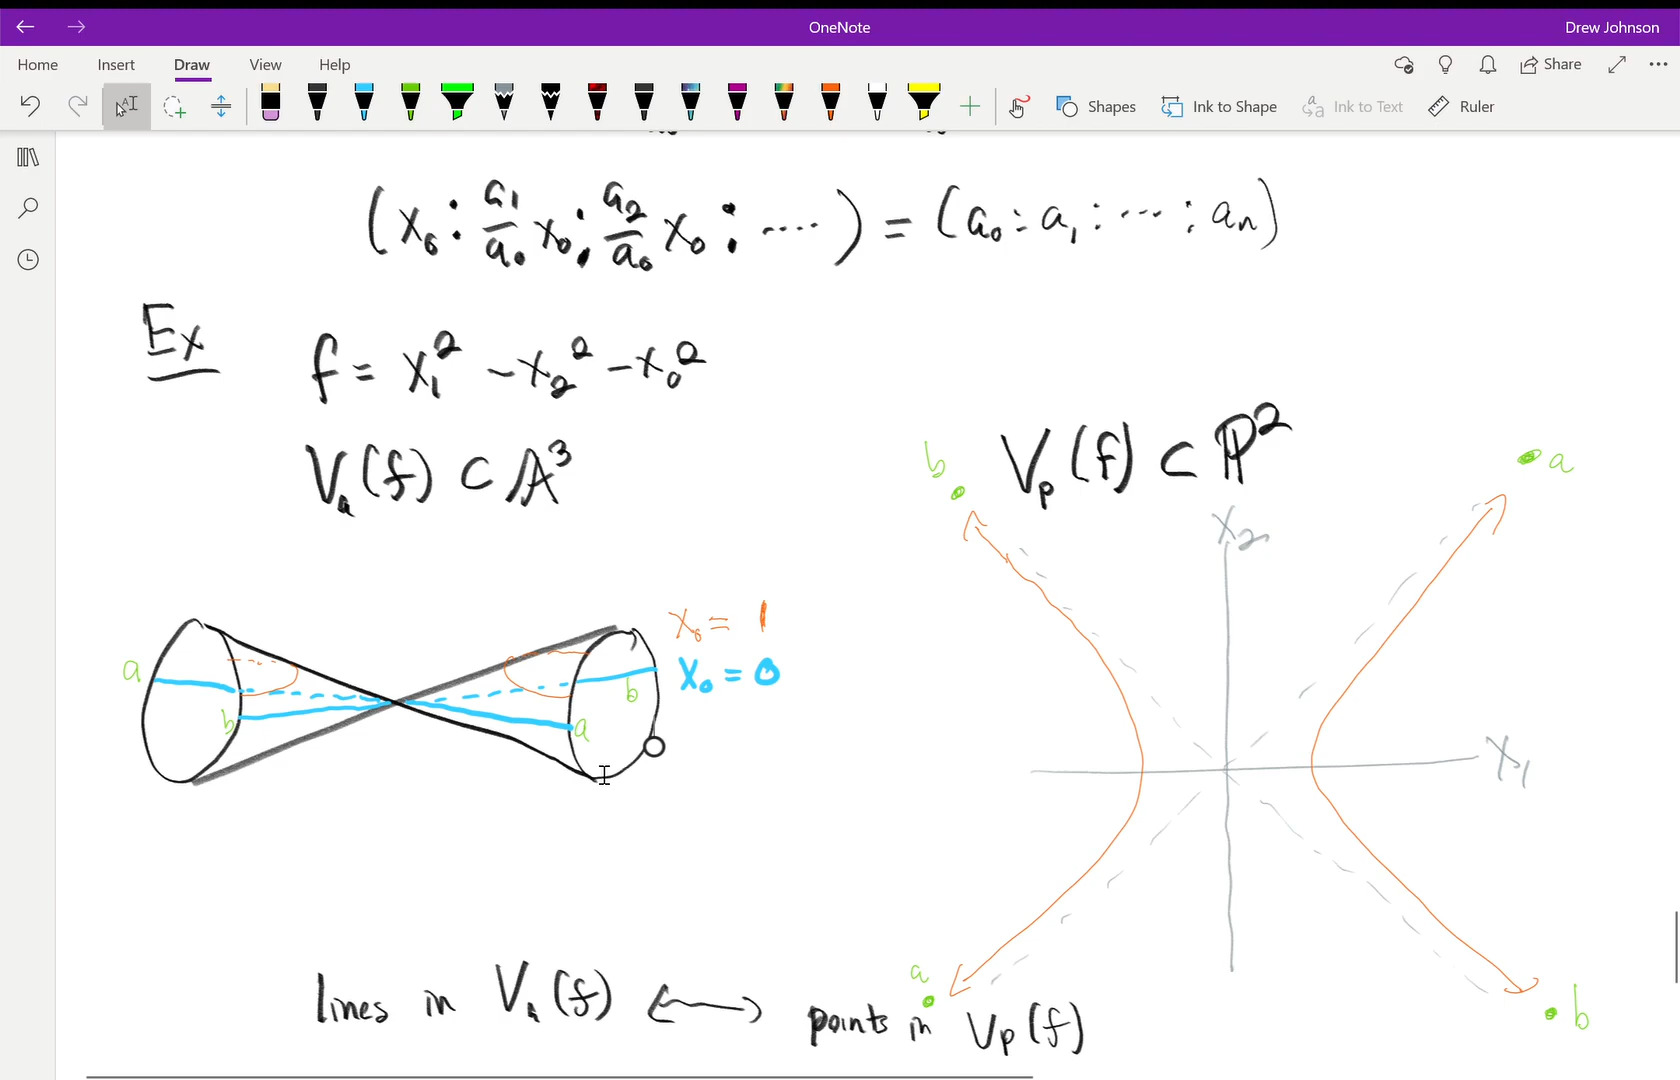 OneNote
Drew Johnson
Home Insert Draw View Help
Share
Shapes Ink to Shape Ink to Text Ruler
(x₀ : a₁/a₀ x₀ : a₂/a₀ x₀ : ....) = (a₀ : a₁ : ... : aₙ)
Ex f = x₁² - x₂² - x₀²
Vₐ(f) ⊂ A³
V_p(f) ⊂ ℙ²
b
a
x₂
x₀ = 1
x₀ = 0
a
b
b
a
x₁
a
b
lines in Vₐ(f) ⟷ points in V_p(f)